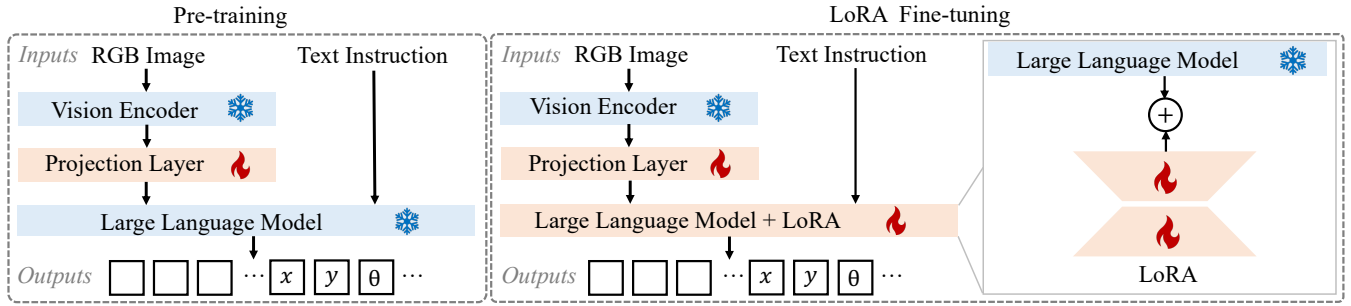 Pre-training
Inputs RGB Image Text Instruction
Vision Encoder
Projection Layer
Large Language Model
Outputs ... x y θ ...
LoRA Fine-tuning
Inputs RGB Image Text Instruction
Vision Encoder
Projection Layer
Large Language Model + LoRA
Outputs ... x y θ ...
Large Language Model
+
LoRA